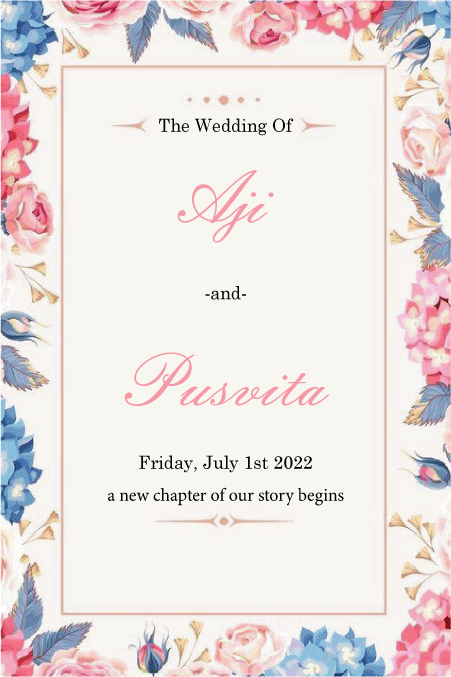 The Wedding Of
Aji
-and-
Pusvita
Friday, July 1st 2022
a new chapter of our story begins